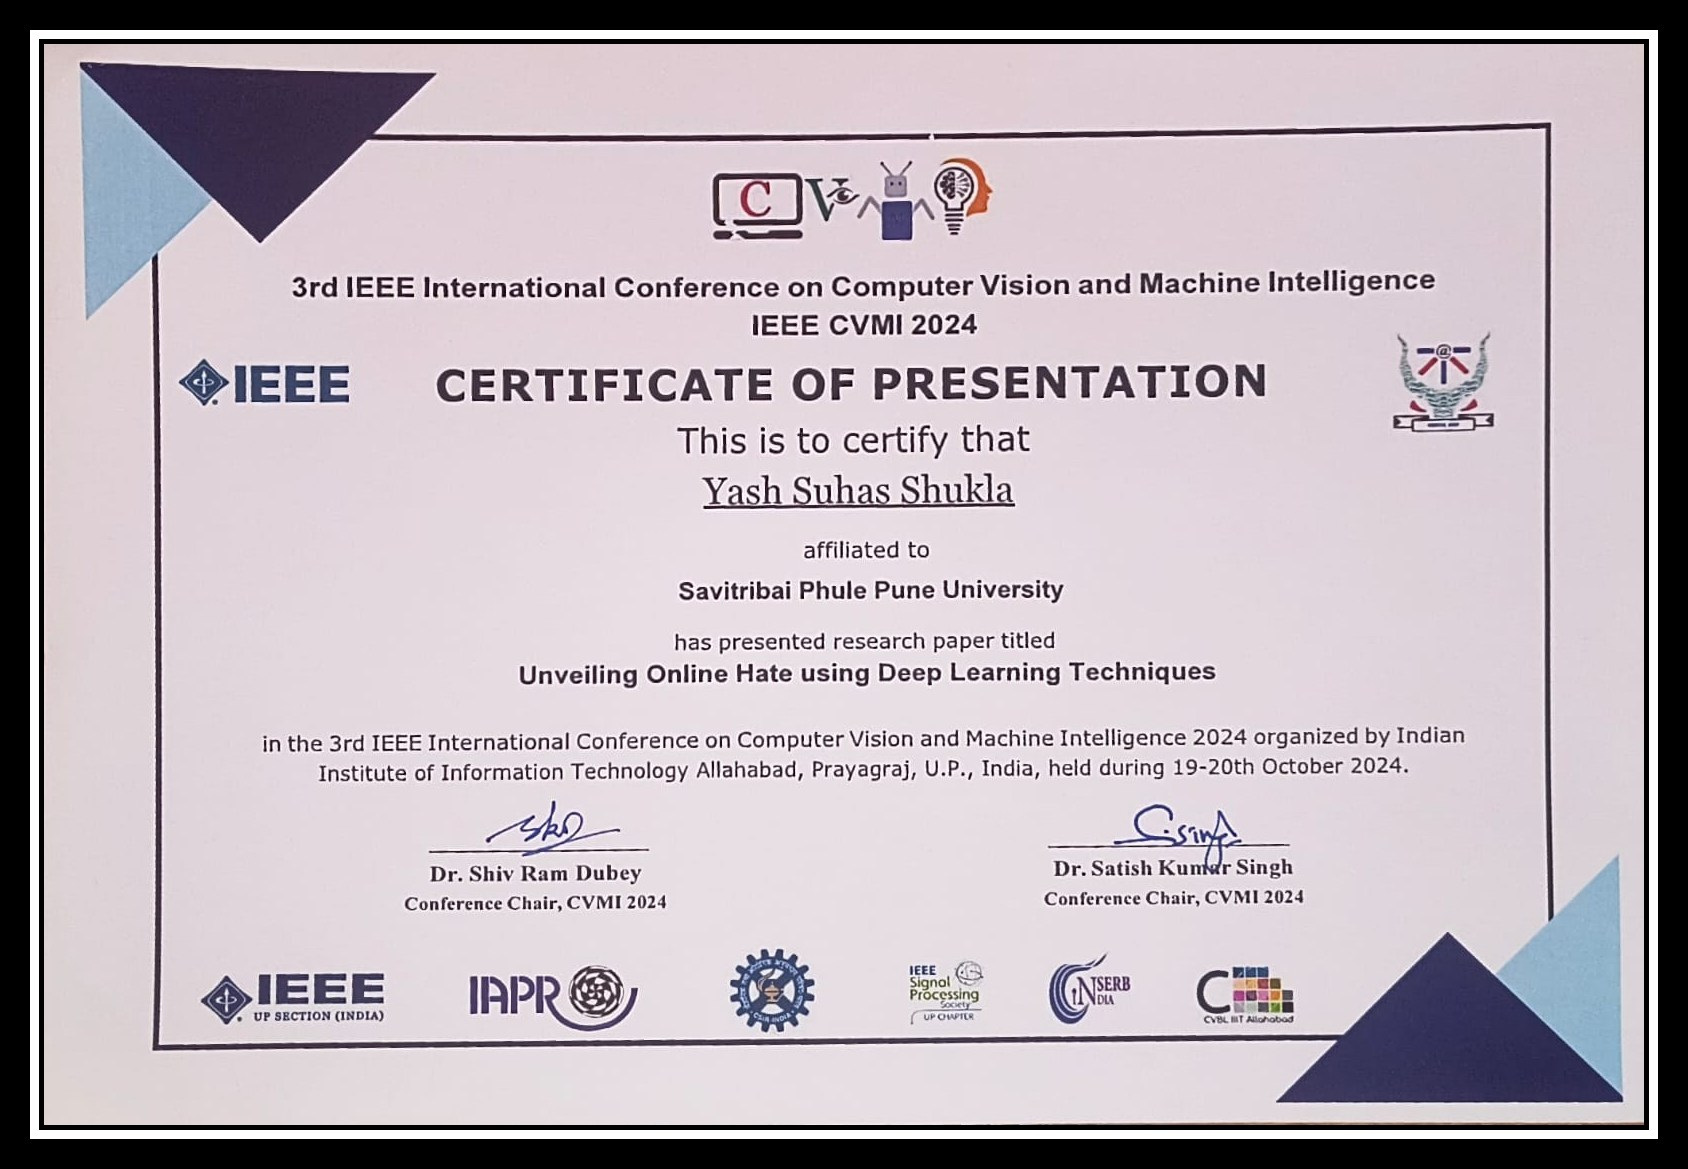 C V
3rd IEEE International Conference on Computer Vision and Machine Intelligence
IEEE CVMI 2024
IEEE
CERTIFICATE OF PRESENTATION
This is to certify that
Yash Suhas Shukla
affiliated to
Savitribai Phule Pune University
has presented research paper titled
Unveiling Online Hate using Deep Learning Techniques
in the 3rd IEEE International Conference on Computer Vision and Machine Intelligence 2024 organized by Indian
Institute of Information Technology Allahabad, Prayagraj, U.P., India, held during 19-20th October 2024.
Dr. Shiv Ram Dubey
Conference Chair, CVMI 2024
Dr. Satish Kumar Singh
Conference Chair, CVMI 2024
IEEE
UP SECTION (INDIA)
IAPR
CSIR-INDIA
IEEE
Signal
Processing
Society
UP CHAPTER
SERB
INDIA
C
CVBL IIIT Allahabad